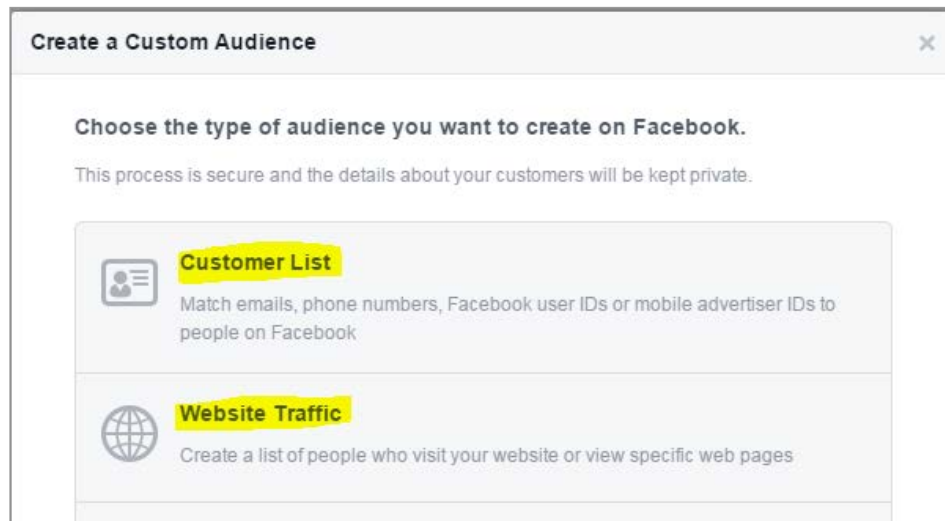 Create a Custom Audience
Choose the type of audience you want to create on Facebook.
This process is secure and the details about your customers will be kept private.
Customer List
Match emails, phone numbers, Facebook user IDs or mobile advertiser IDs to
people on Facebook
Website Traffic
Create a list of people who visit your website or view specific web pages